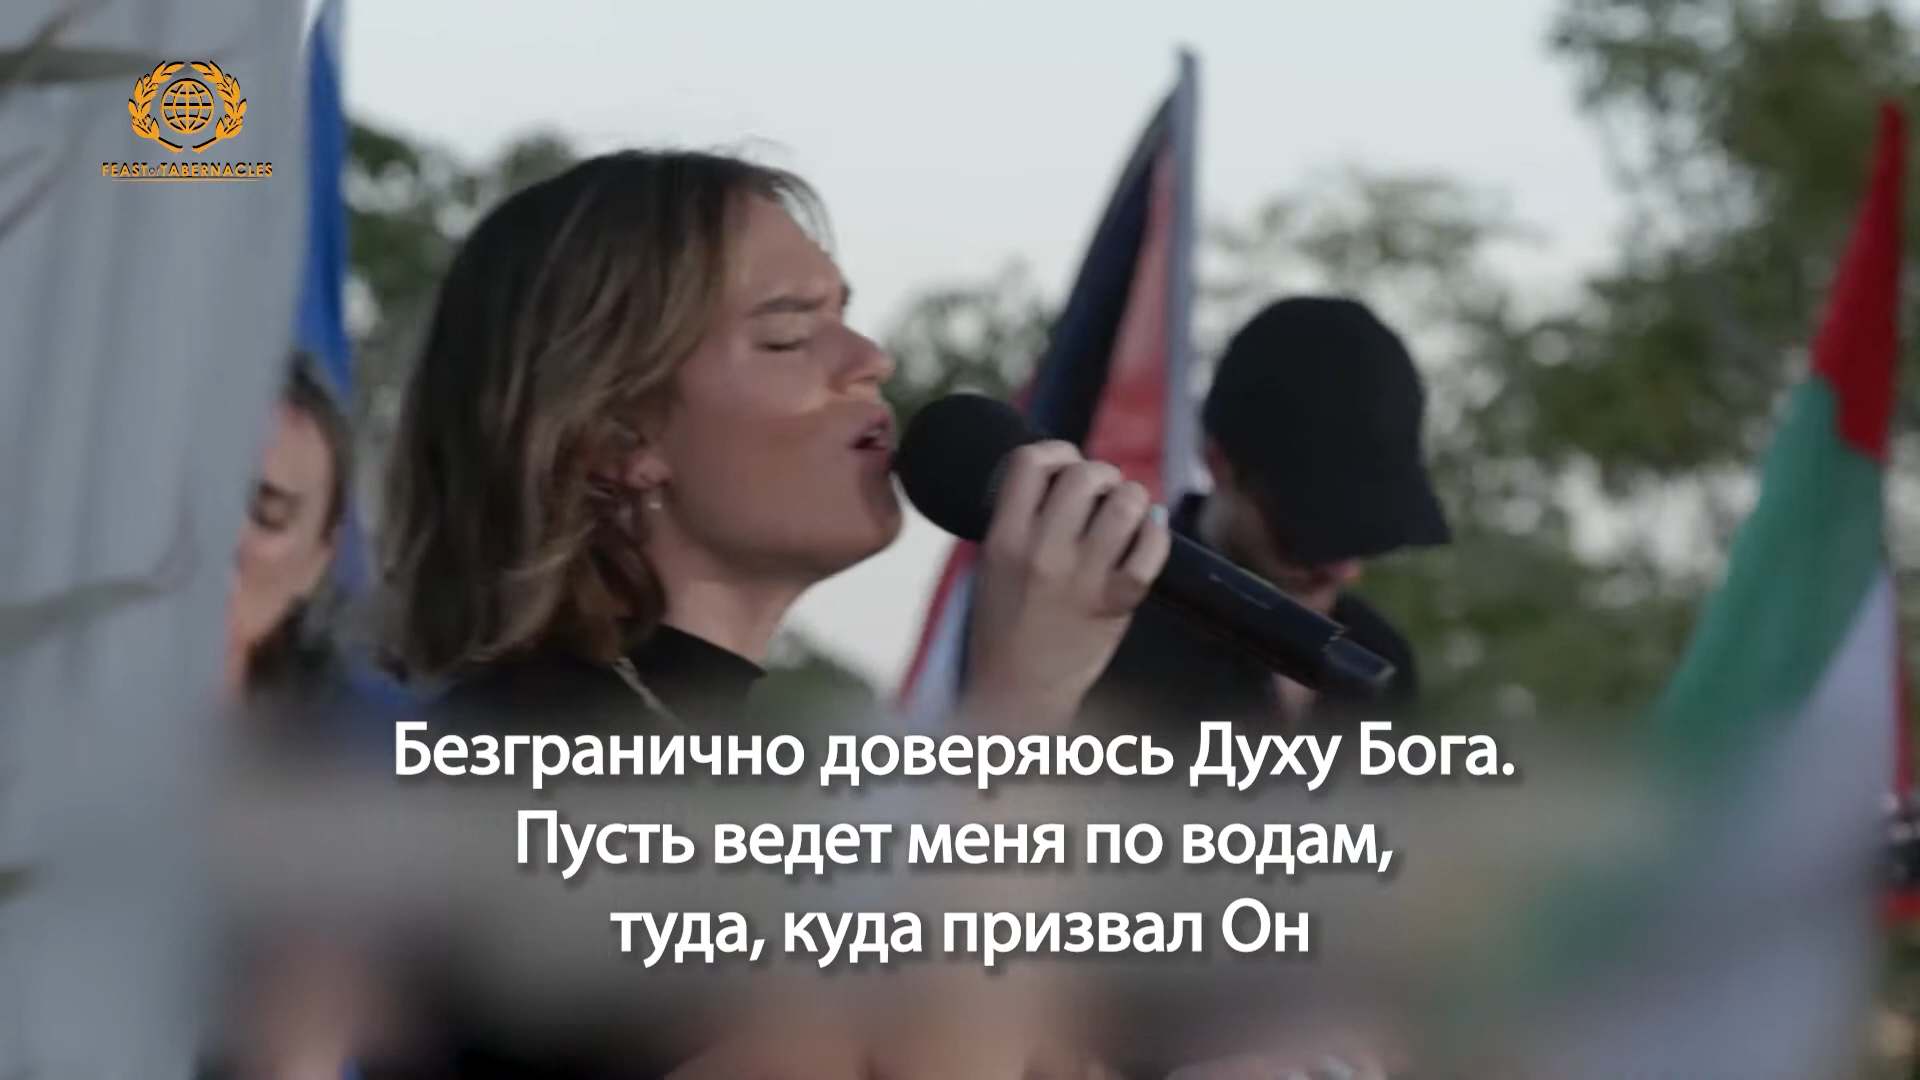 FEAST of TABERNACLES
Безгранично доверяюсь Духу Бога.
Пусть ведет меня по водам,
туда, куда призвал Он